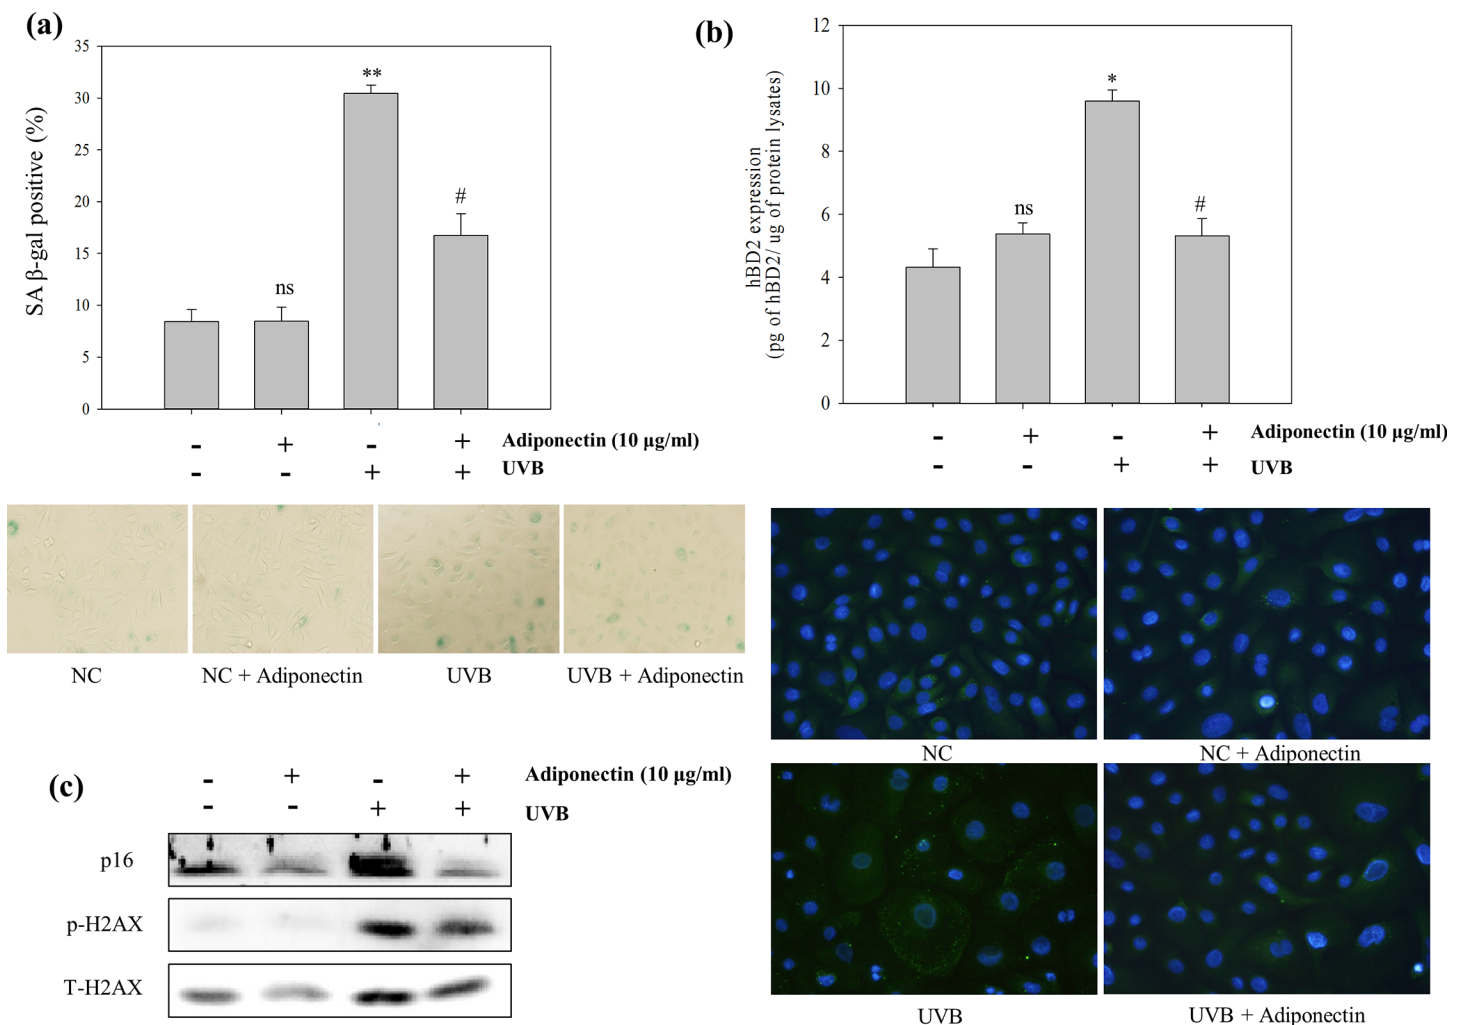 (a)
35
30
25
20
15
10
5
0
SA β-gal positive (%)
ns
**
#
- + - + Adiponectin (10 μg/ml)
- - + + UVB
NC
NC + Adiponectin
UVB
UVB + Adiponectin
(b)
12
10
8
6
4
2
0
hBD2 expression
(pg of hBD2/ ug of protein lysates)
ns
*
#
- + - + Adiponectin (10 μg/ml)
- - + + UVB
NC
NC + Adiponectin
UVB
UVB + Adiponectin
(c)
- + - + Adiponectin (10 μg/ml)
- - + + UVB
p16
p-H2AX
T-H2AX